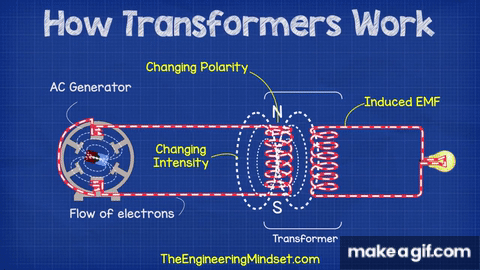 How Transformers Work
Changing Polarity
AC Generator
N
Induced EMF
Changing
Intensity
S
Flow of electrons
Transformer
TheEngineeringMindset.com
makeagif.com